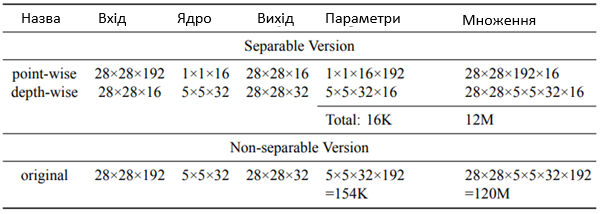 Назва Вхід Ядро Вихід Параметри Множення
Separable Version
point-wise 28×28×192 1×1×16 28×28×16 1×1×16×192 28×28×192×16
depth-wise 28×28×16 5×5×32 28×28×32 5×5×32×16 28×28×5×5×32×16
Total: 16K 12M
Non-separable Version
original 28×28×192 5×5×32 28×28×32 5×5×32×192 28×28×5×5×32×192
=154K =120M